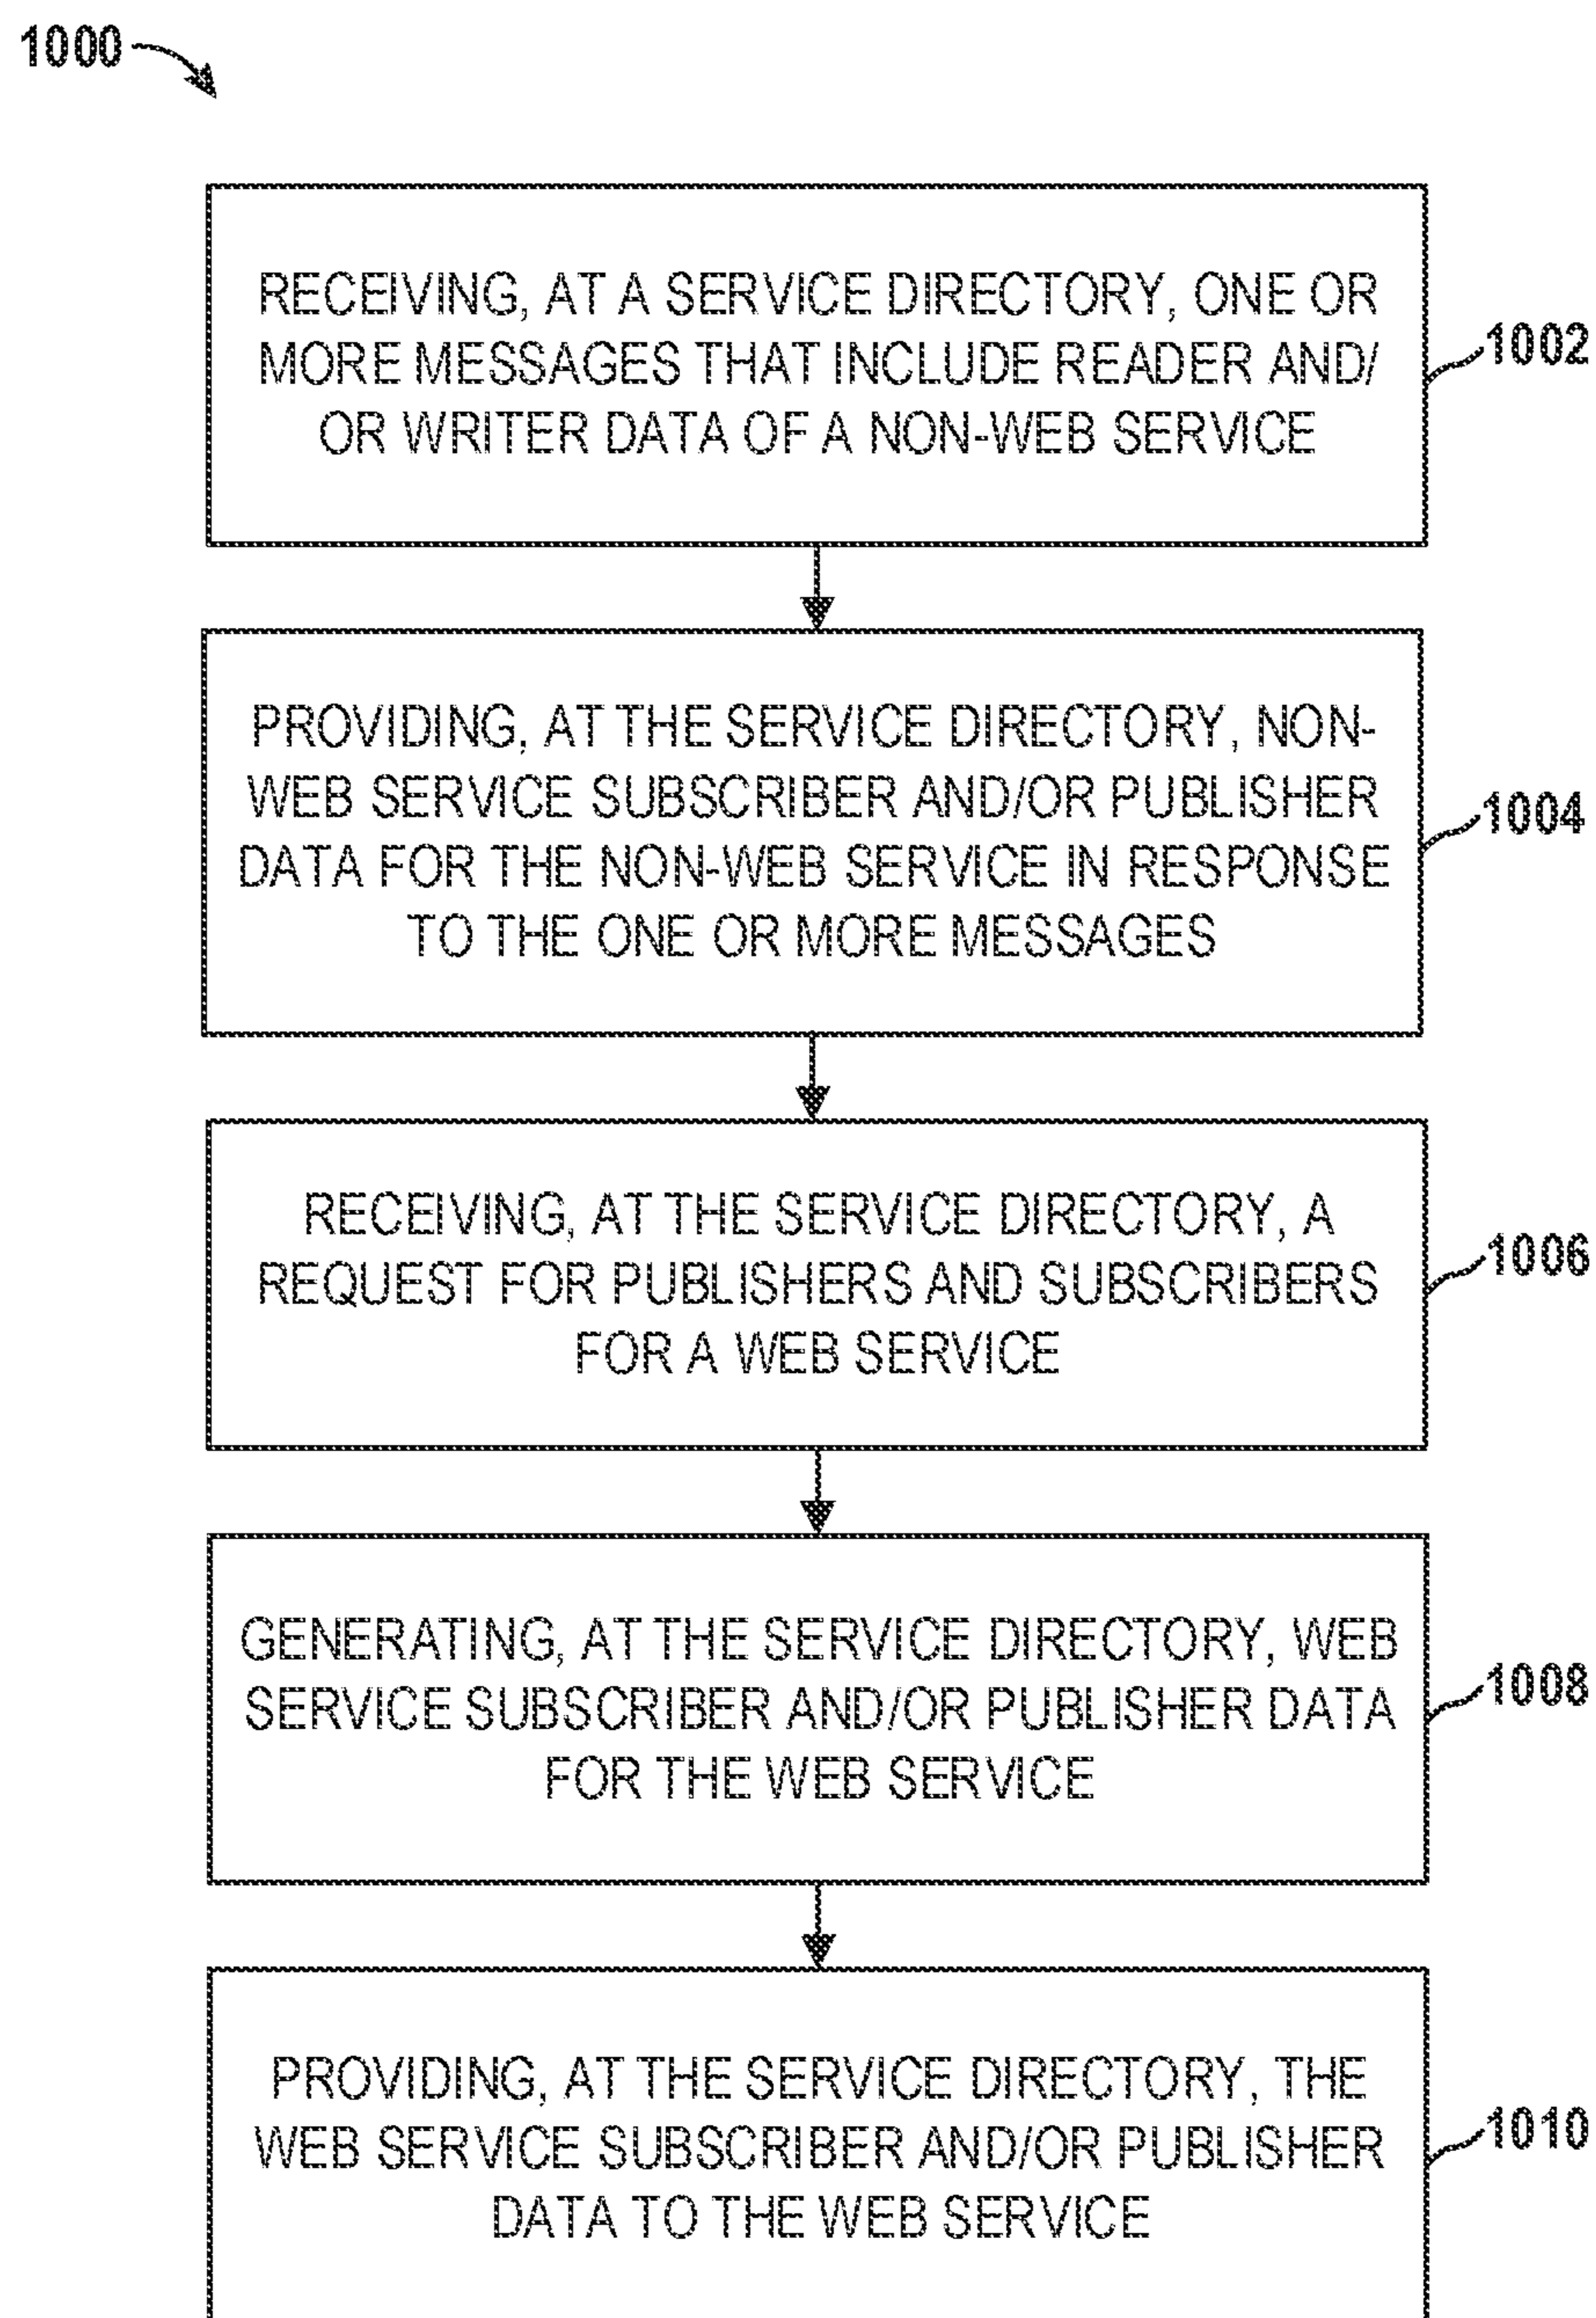 1000
RECEIVING, AT A SERVICE DIRECTORY, ONE OR
MORE MESSAGES THAT INCLUDE READER AND/
OR WRITER DATA OF A NON-WEB SERVICE
1002
PROVIDING, AT THE SERVICE DIRECTORY, NON-
WEB SERVICE SUBSCRIBER AND/OR PUBLISHER
DATA FOR THE NON-WEB SERVICE IN RESPONSE
TO THE ONE OR MORE MESSAGES
1004
RECEIVING, AT THE SERVICE DIRECTORY, A
REQUEST FOR PUBLISHERS AND SUBSCRIBERS
FOR A WEB SERVICE
1006
GENERATING, AT THE SERVICE DIRECTORY, WEB
SERVICE SUBSCRIBER AND/OR PUBLISHER DATA
FOR THE WEB SERVICE
1008
PROVIDING, AT THE SERVICE DIRECTORY, THE
WEB SERVICE SUBSCRIBER AND/OR PUBLISHER
DATA TO THE WEB SERVICE
1010